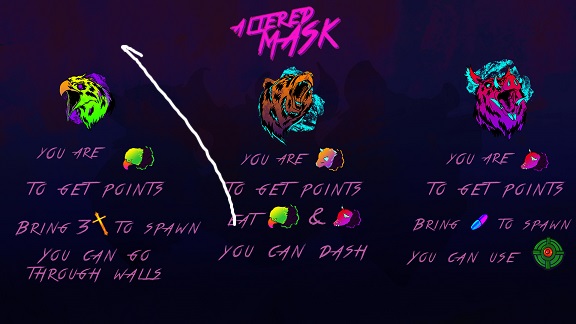 ALTERED
MASK
YOU ARE
TO GET POINTS
BRING 3 TO SPAWN
YOU CAN GO
THROUGH WALLS
YOU ARE
TO GET POINTS
EAT &
YOU CAN DASH
YOU ARE
TO GET POINTS
BRING TO SPAWN
YOU CAN USE